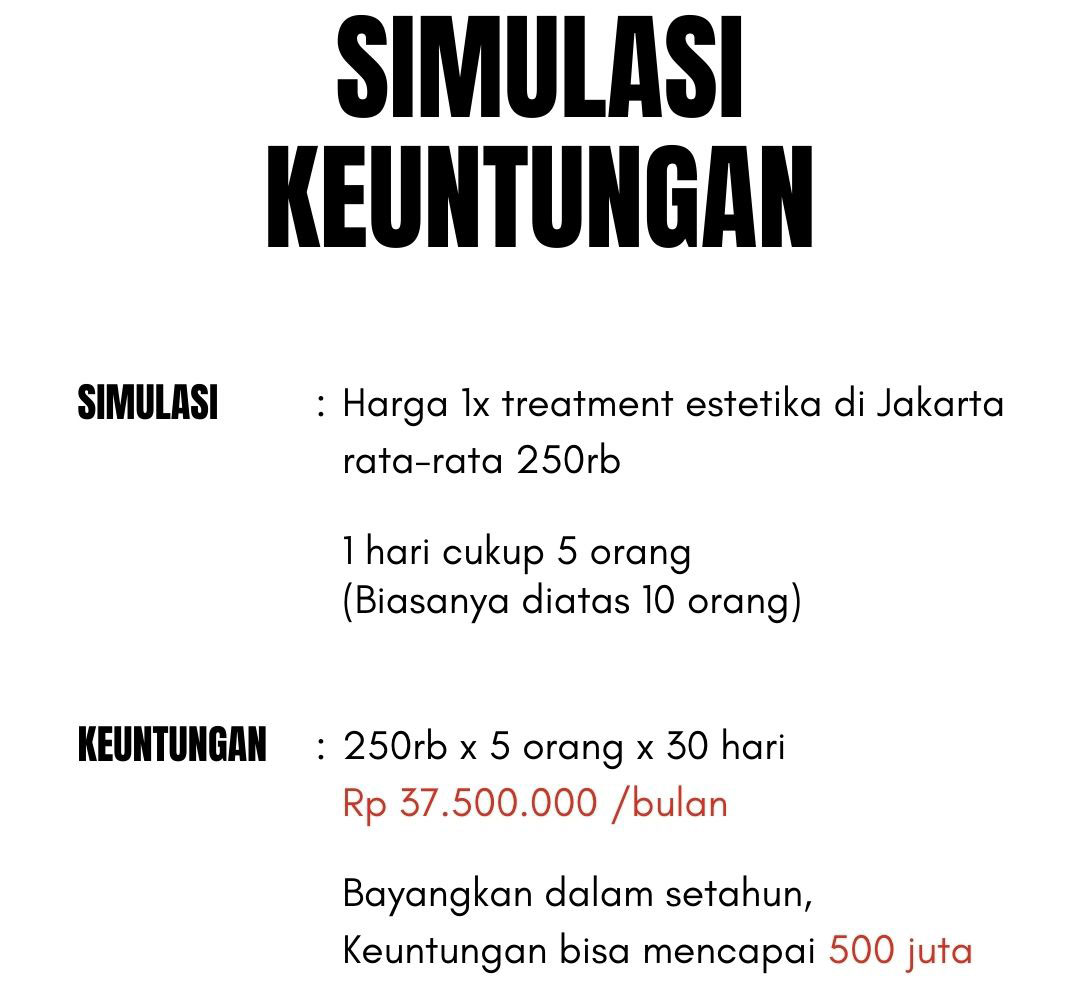 SIMULASI
KEUNTUNGAN
SIMULASI : Harga 1x treatment estetika di Jakarta
rata-rata 250rb
1 hari cukup 5 orang
(Biasanya diatas 10 orang)
KEUNTUNGAN : 250rb x 5 orang x 30 hari
Rp 37.500.000 /bulan
Bayangkan dalam setahun,
Keuntungan bisa mencapai 500 juta